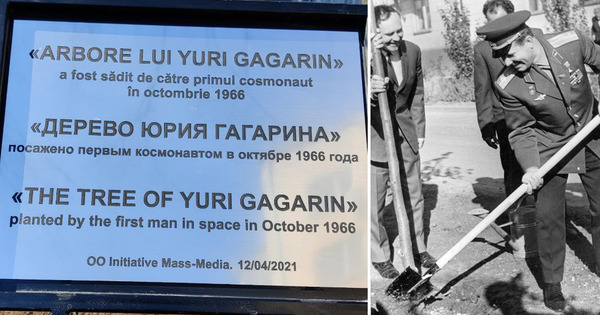 «ARBORE LUI YURI GAGARIN»
a fost sădit de către primul cosmonaut
în octombrie 1966
«ДЕРЕВО ЮРИЯ ГАГАРИНА»
посажено первым космонавтом в октябре 1966 года
«THE TREE OF YURI GAGARIN»
planted by the first man in space in October 1966
OO Initiative Mass-Media. 12/04/2021